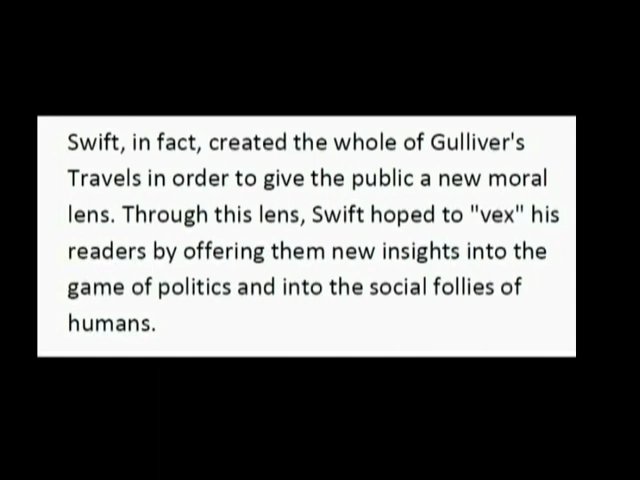 Swift, in fact, created the whole of Gulliver's
Travels in order to give the public a new moral
lens. Through this lens, Swift hoped to "vex" his
readers by offering them new insights into the
game of politics and into the social follies of
humans.